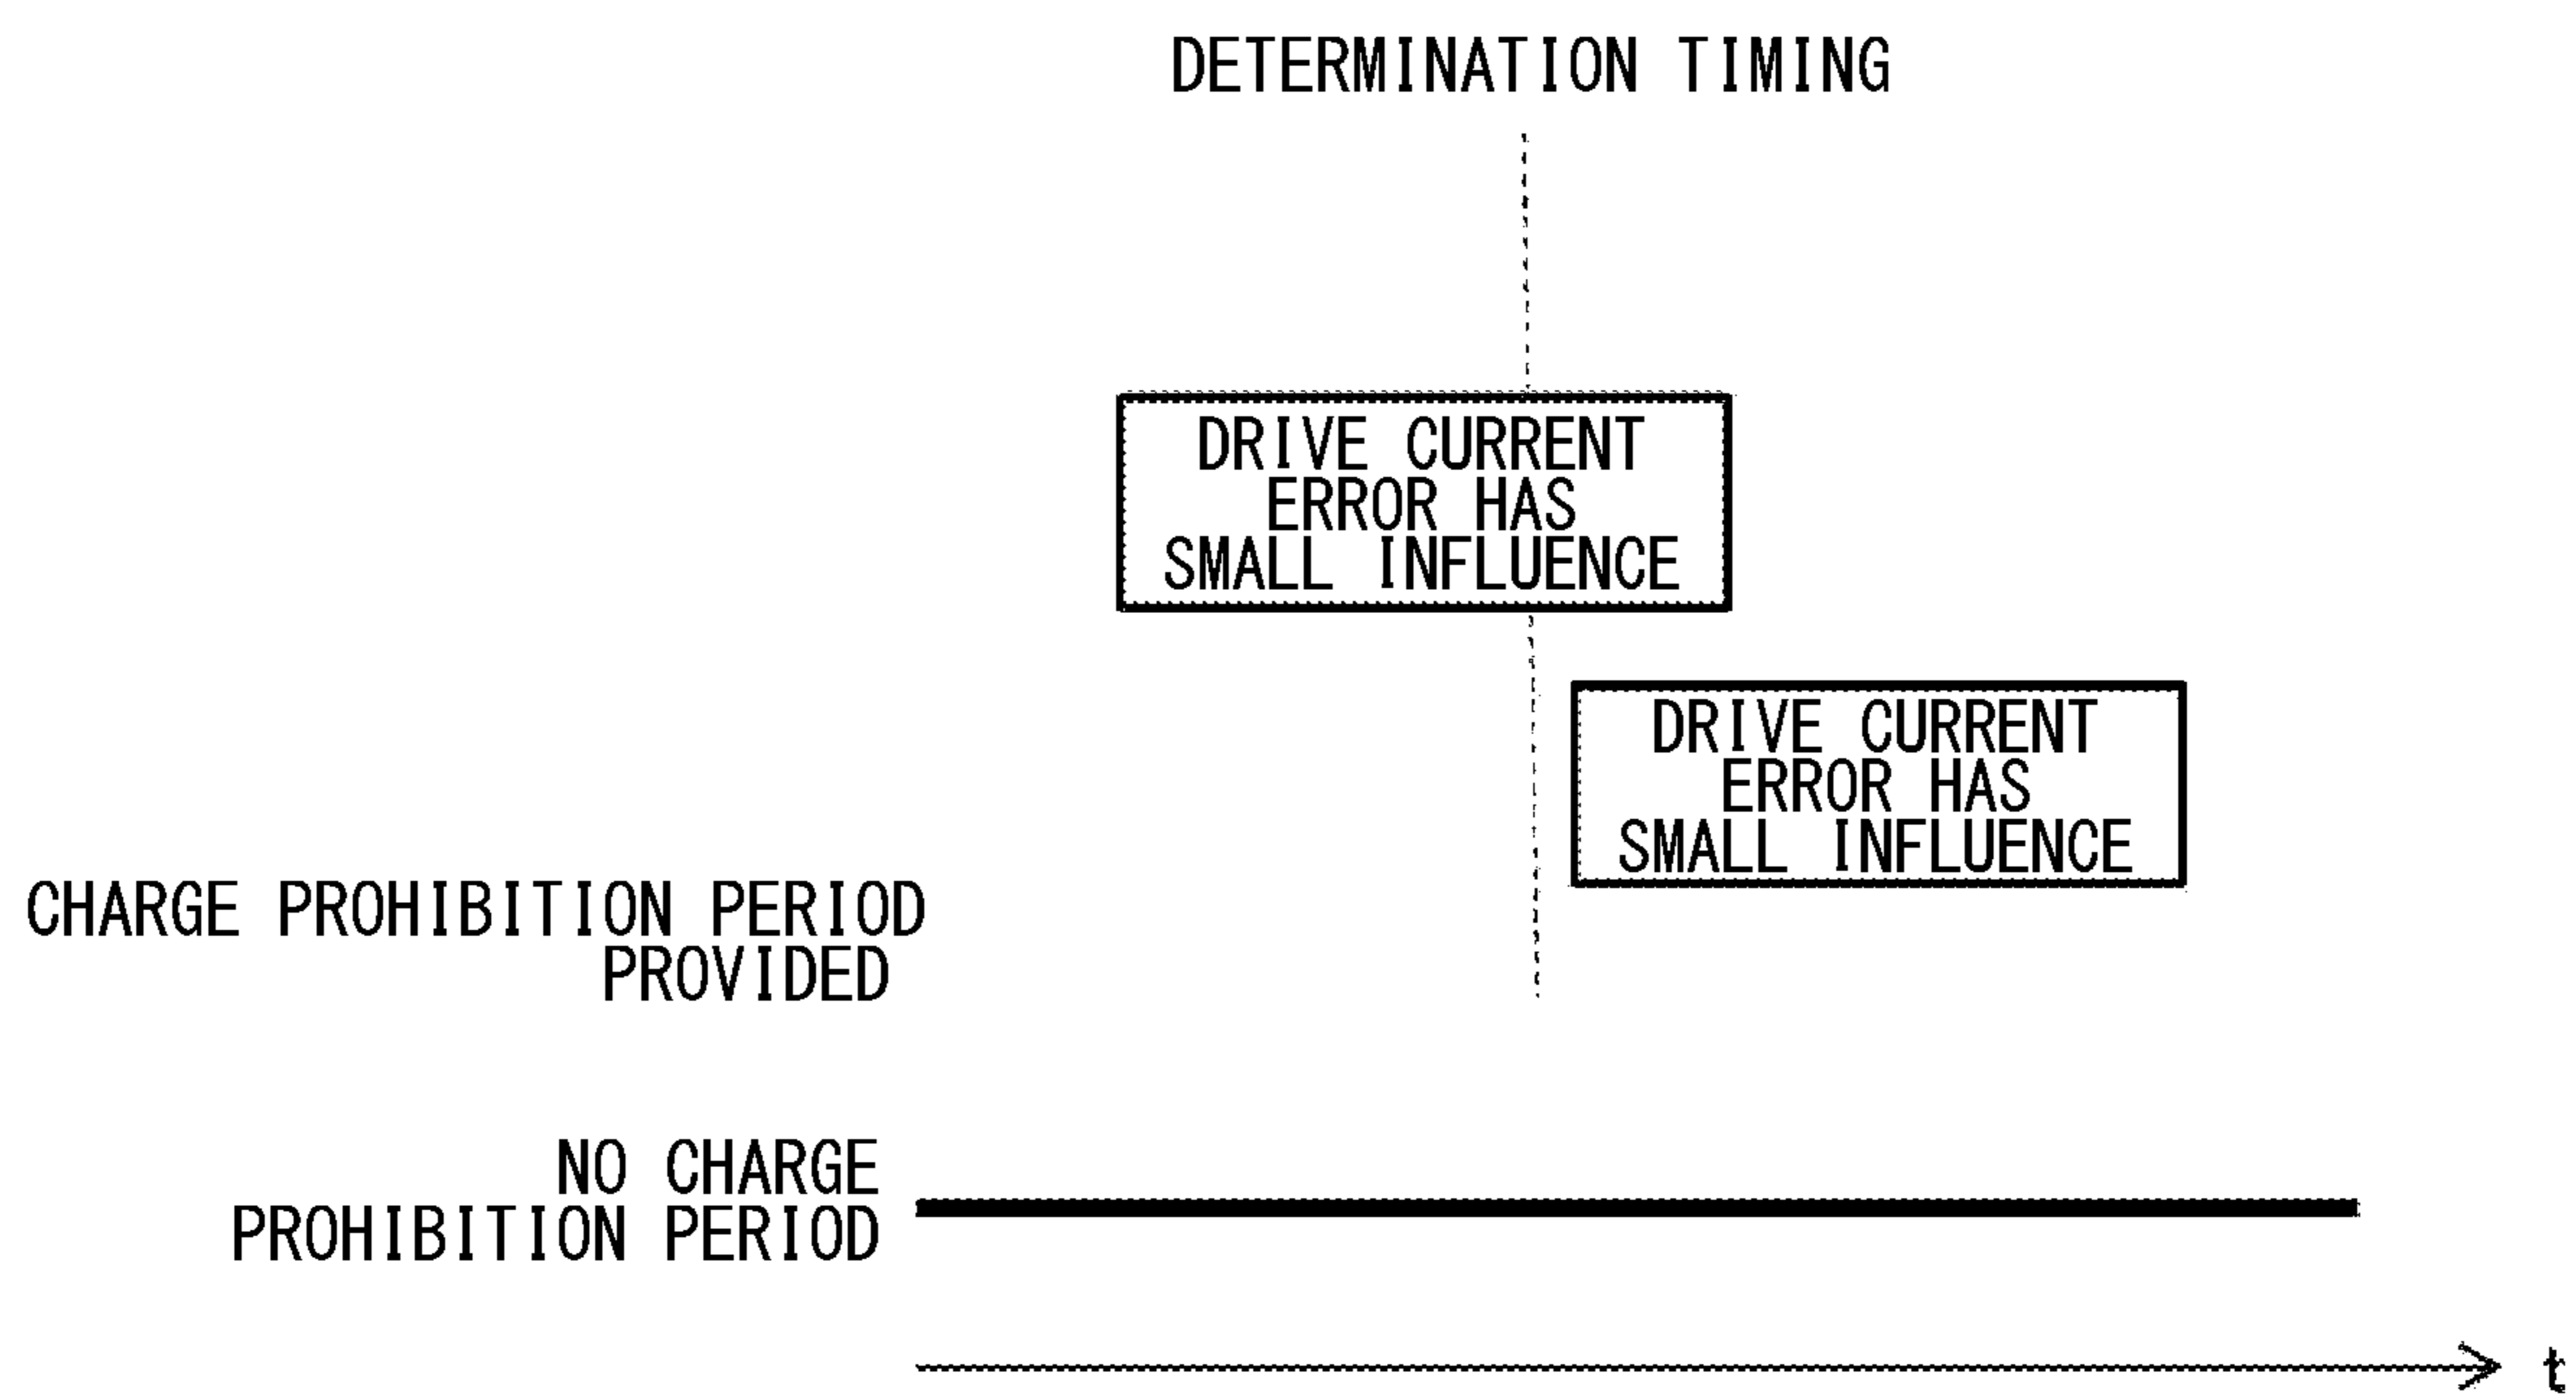 DETERMINATION TIMING
DRIVE CURRENT
ERROR HAS
SMALL INFLUENCE
DRIVE CURRENT
ERROR HAS
SMALL INFLUENCE
CHARGE PROHIBITION PERIOD
PROVIDED
NO CHARGE
PROHIBITION PERIOD
t